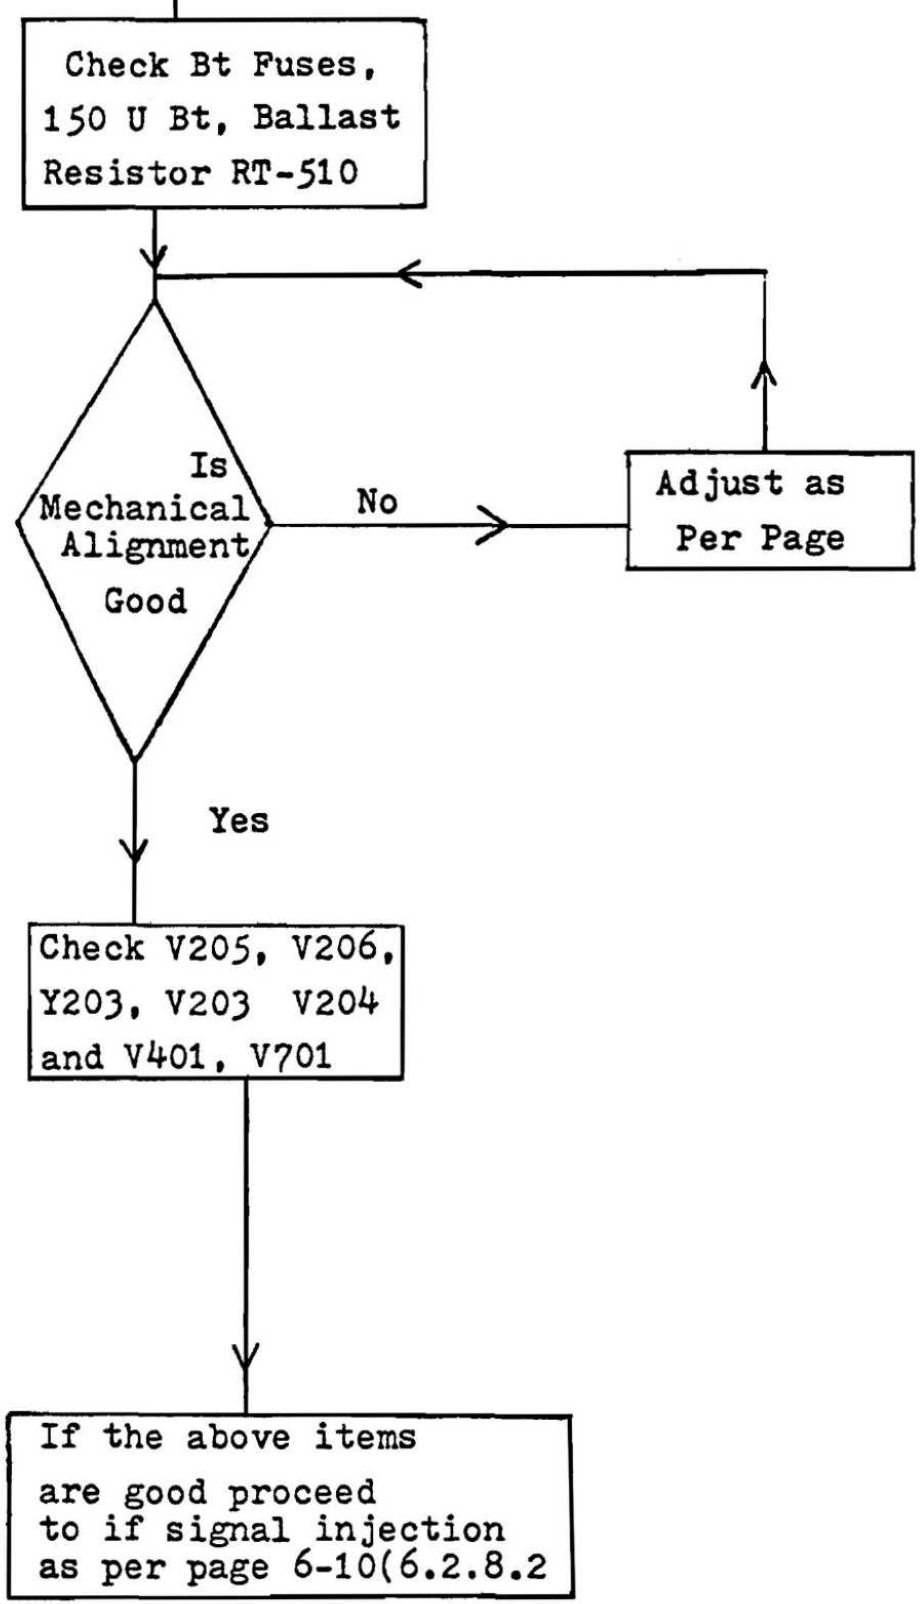 Check Bt Fuses,
150 U Bt, Ballast
Resistor RT-510
Is
Mechanical
Alignment
Good
No
Adjust as
Per Page
Yes
Check V205, V206,
Y203, V203 V204
and V401, V701
If the above items
are good proceed
to if signal injection
as per page 6-10(6.2.8.2